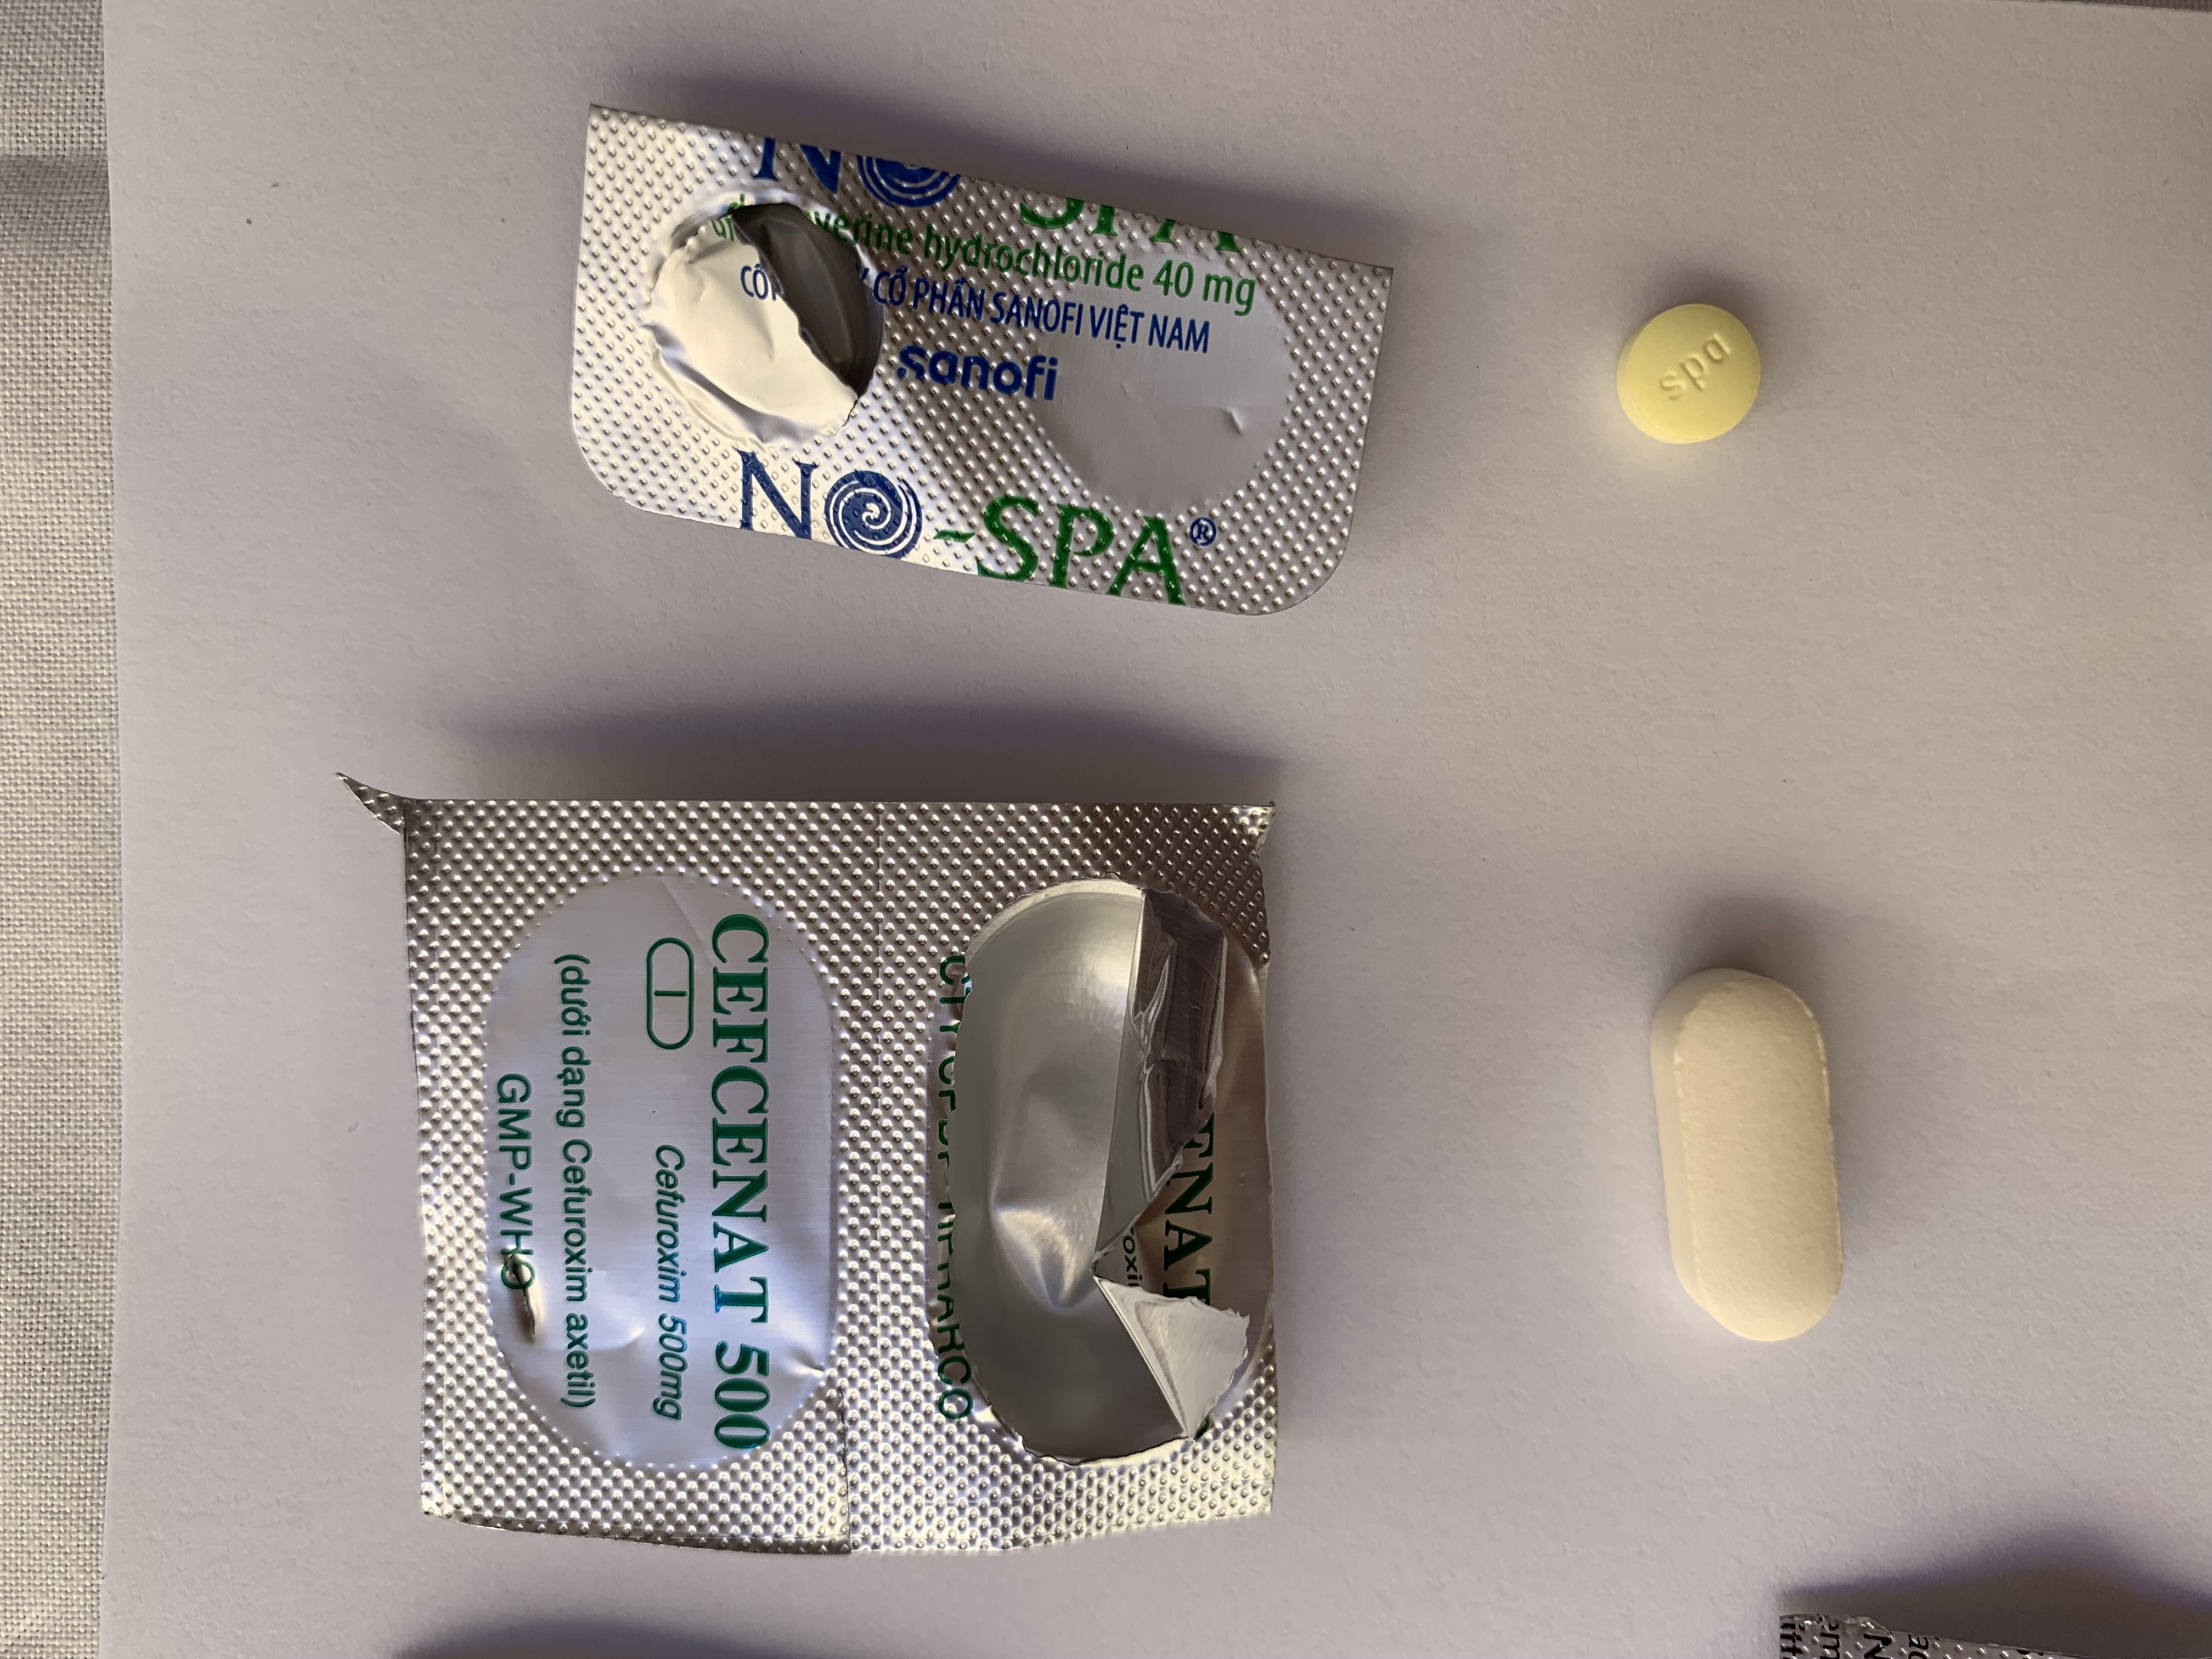 CEFCENAT 500
Cefuroxim 500mg
(dưới dạng Cefuroxim axetil)
GMP-WHO
NO-SPA®
sanofi
CỔ PHẦN SANOFI VIỆT NAM
hydrochloride 40 mg
spa